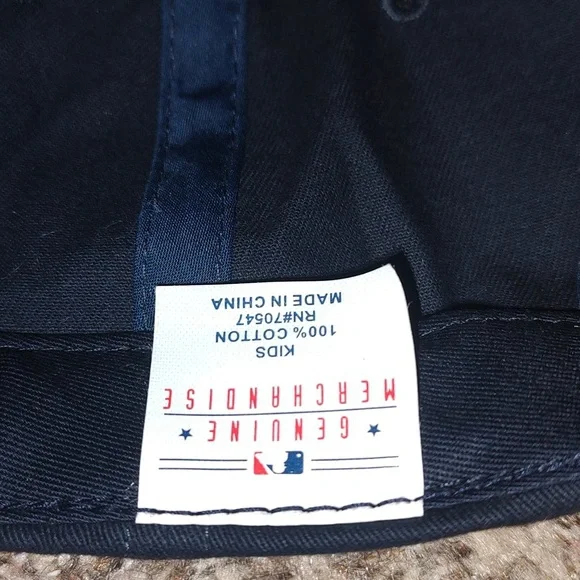 ★ GENUINE ★
MERCHANDISE
KIDS
100% COTTON
RN#70547
MADE IN CHINA